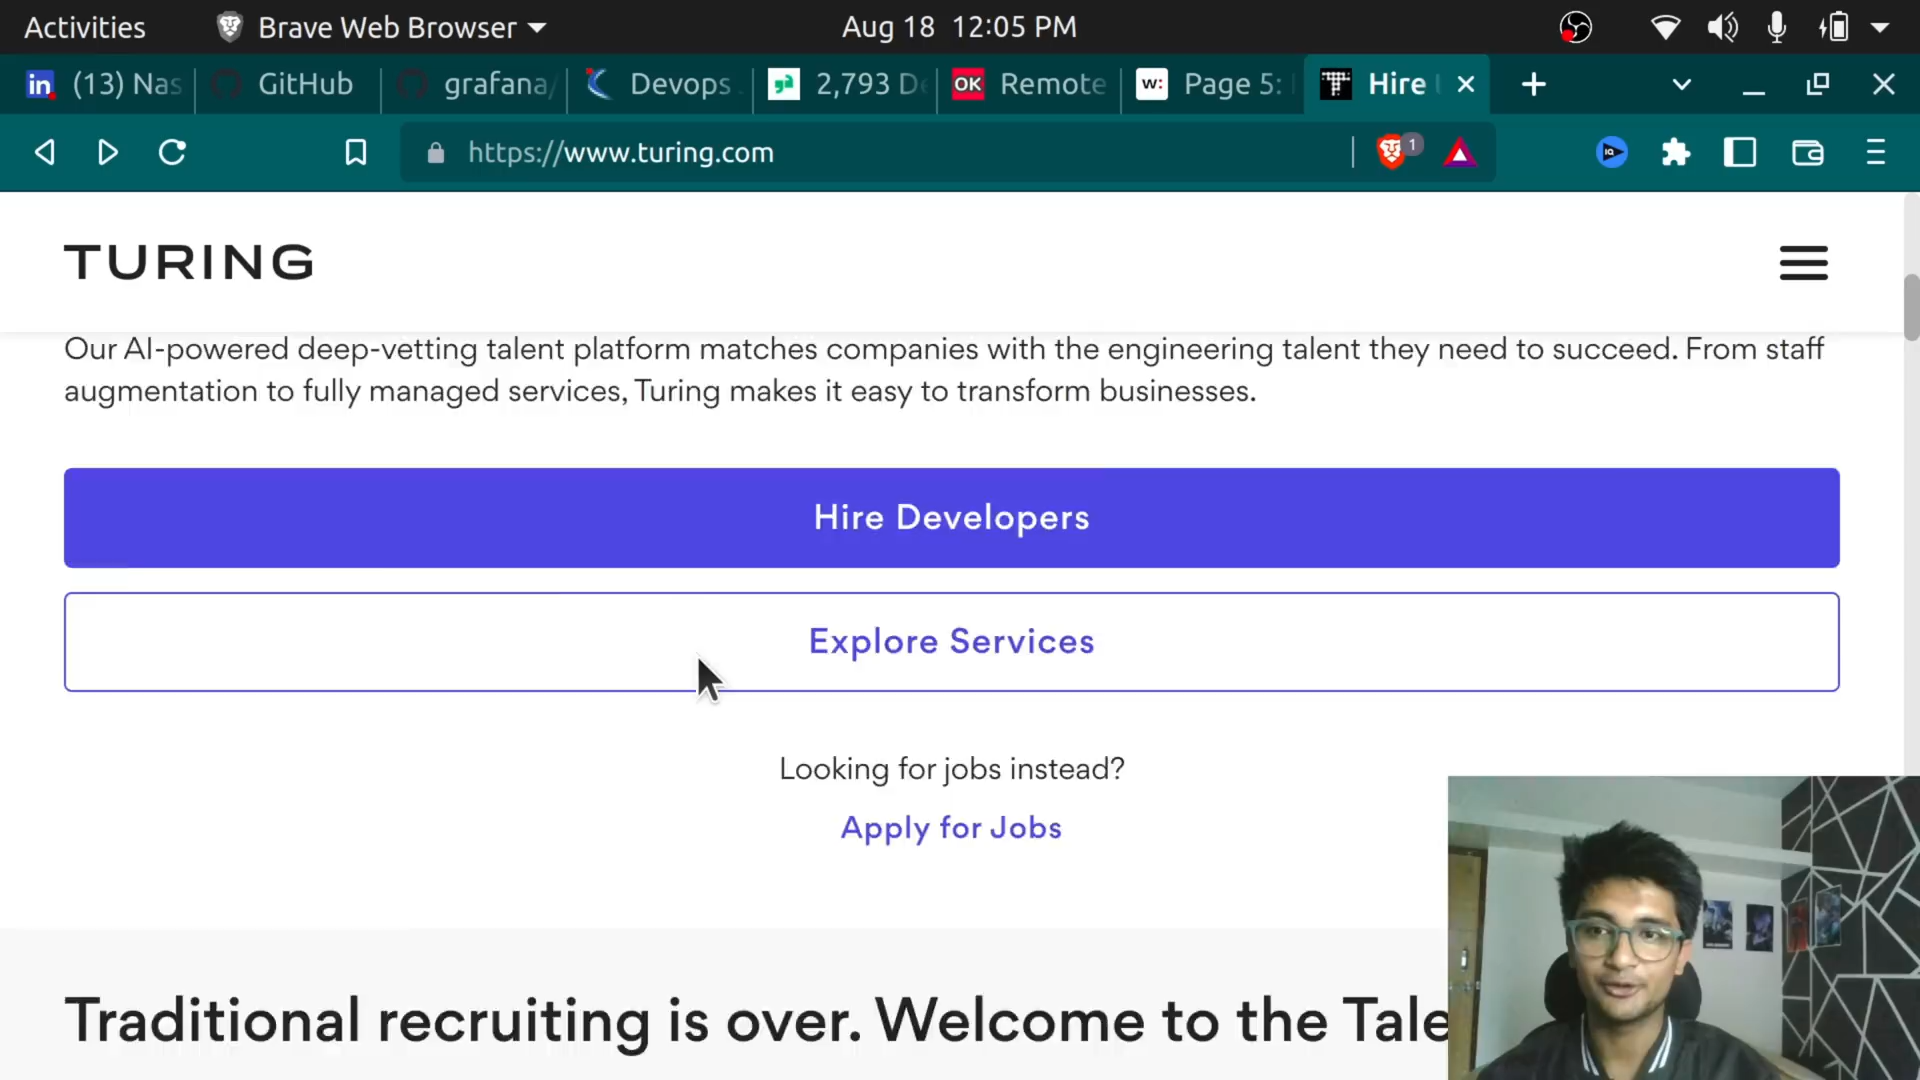 Activities Brave Web Browser Aug 18 12:05 PM
in (13) Nas GitHub grafana/ Devops 2,793 De OK Remote w: Page 5: Hire
https://www.turing.com 1
TURING
Our AI-powered deep-vetting talent platform matches companies with the engineering talent they need to succeed. From staff
augmentation to fully managed services, Turing makes it easy to transform businesses.
Hire Developers
Explore Services
Looking for jobs instead?
Apply for Jobs
Traditional recruiting is over. Welcome to the Tale